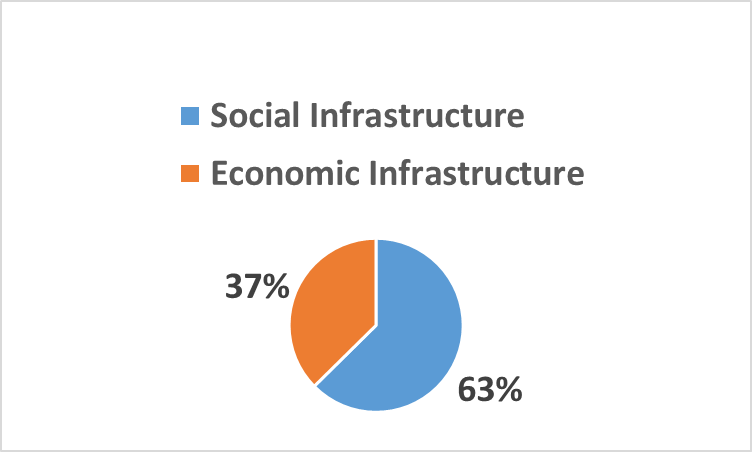 Social Infrastructure
Economic Infrastructure
37%
63%